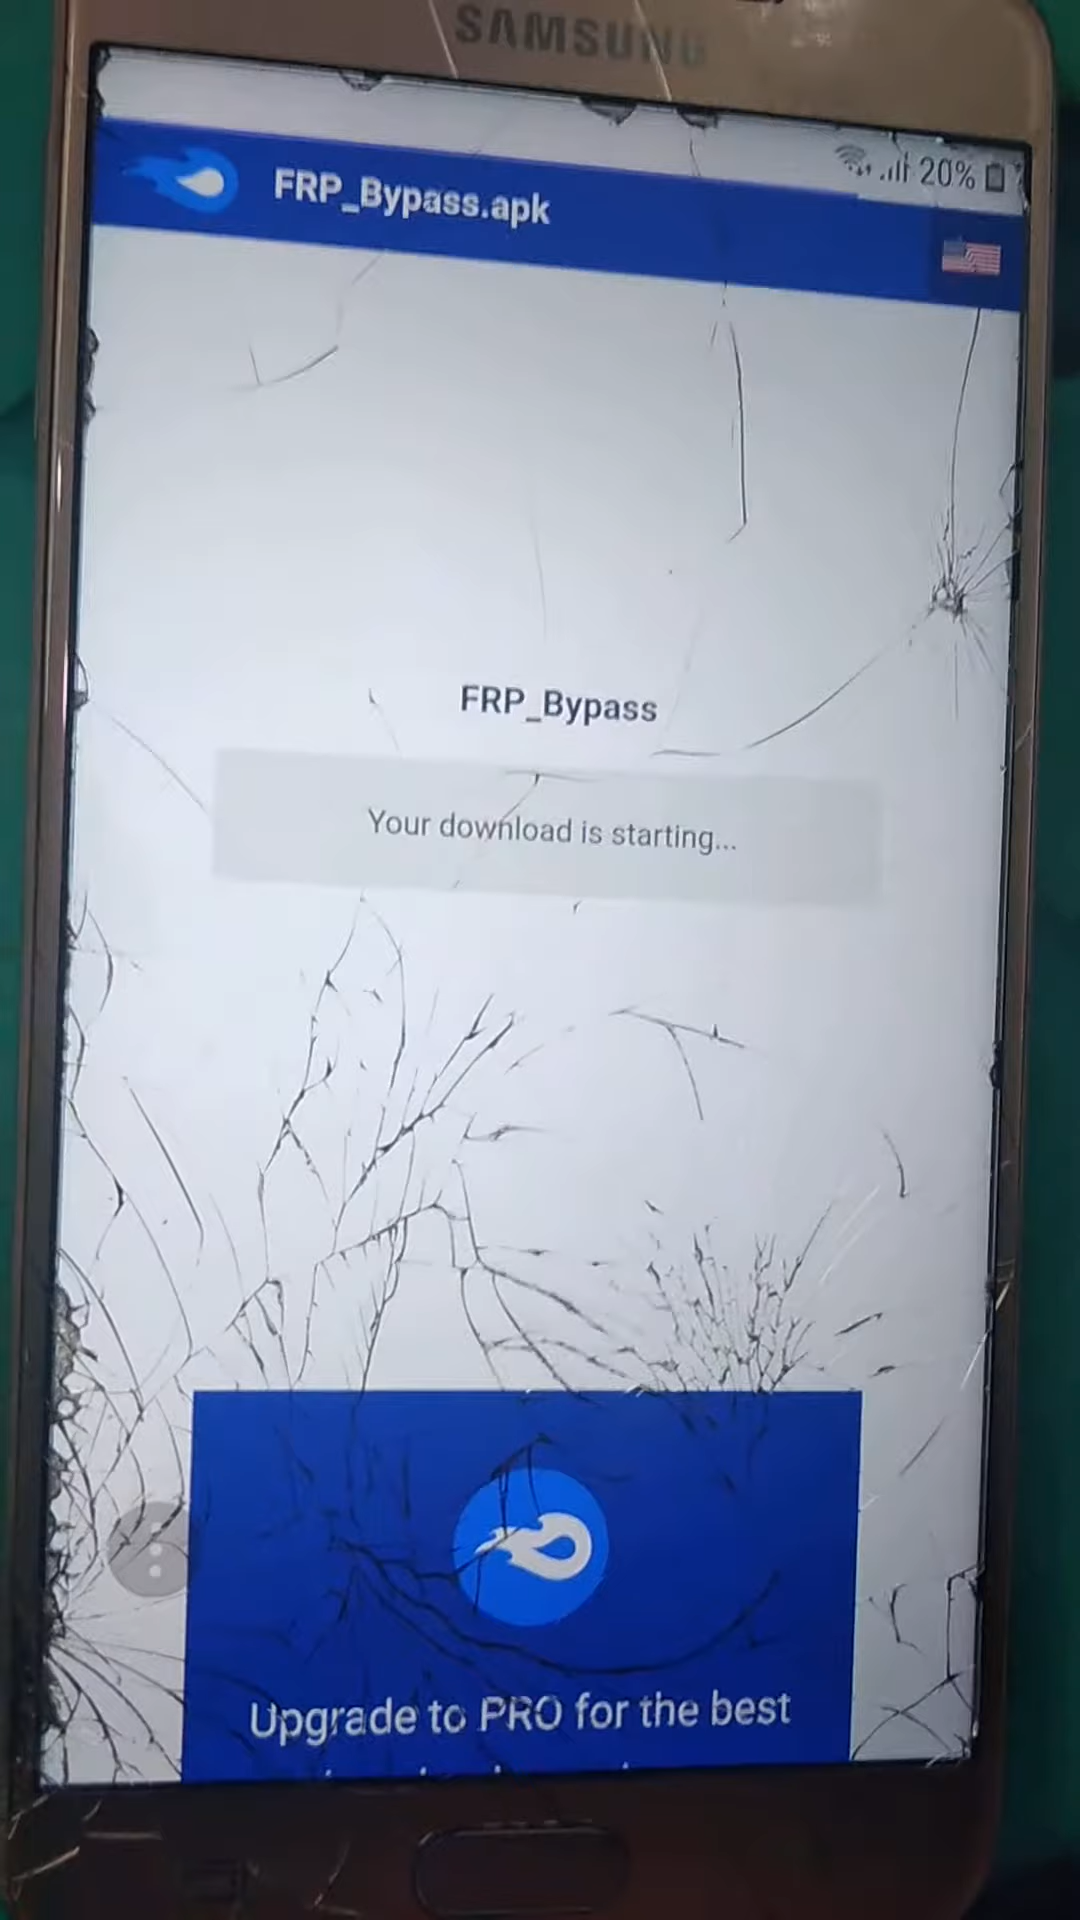 SAMSUNG
20%
FRP_Bypass.apk
FRP_Bypass
Your download is starting...
Upgrade to PRO for the best